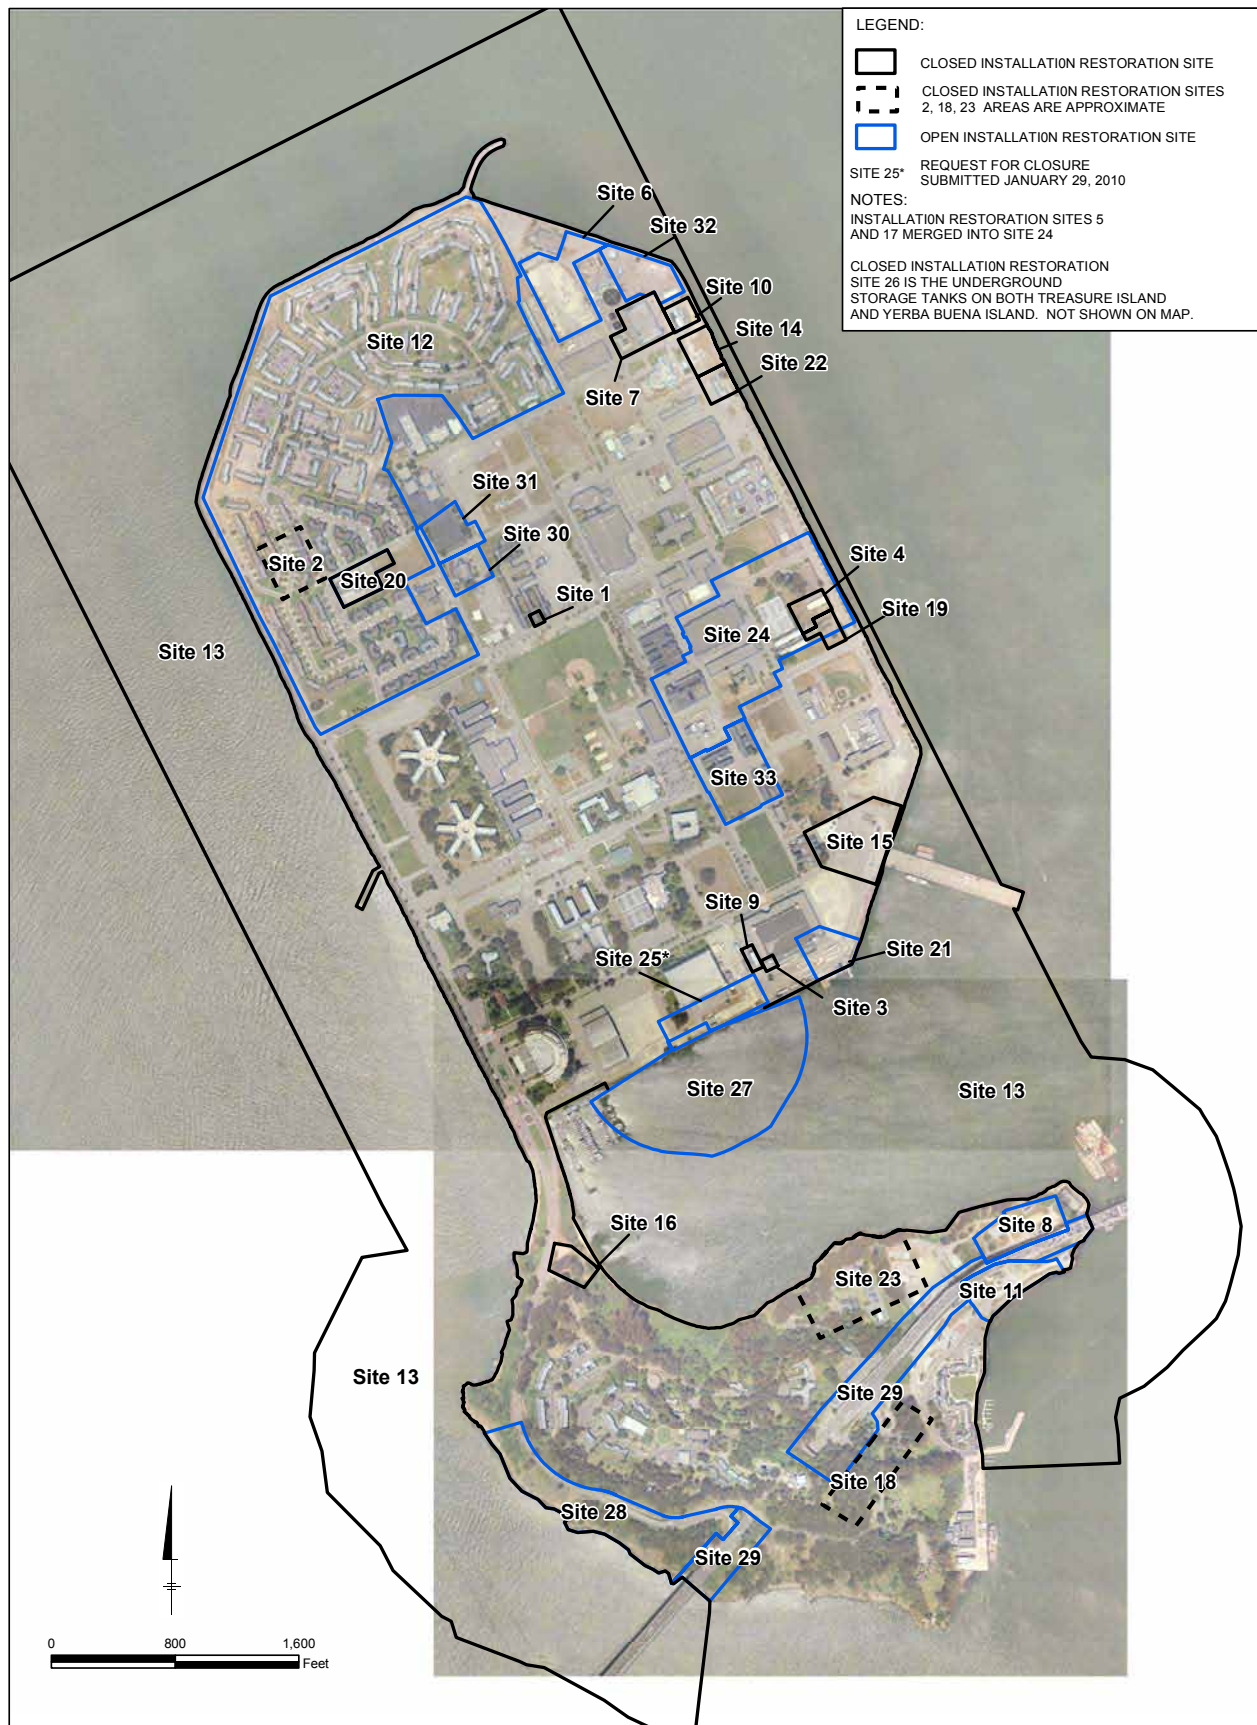 LEGEND:
CLOSED INSTALLATI0N RESTORATION SITE
CLOSED INSTALLATI0N RESTORATION SITES
2, 18, 23 AREAS ARE APPROXIMATE
OPEN INSTALLATI0N RESTORATION SITE
SITE 25*
REQUEST FOR CLOSURE
SUBMITTED JANUARY 29, 2010
NOTES:
INSTALLATI0N RESTORATION SITES 5
AND 17 MERGED INTO SITE 24
CLOSED INSTALLATI0N RESTORATION
SITE 26 IS THE UNDERGROUND
STORAGE TANKS ON BOTH TREASURE ISLAND
AND YERBA BUENA ISLAND. NOT SHOWN ON MAP.
Site 6
Site 32
Site 10
Site 14
Site 12
Site 22
Site 7
Site 31
Site 30
Site 4
Site 2
Site 20
Site 1
Site 19
Site 24
Site 13
Site 33
Site 15
Site 9
Site 25*
Site 21
Site 3
Site 27
Site 13
Site 16
Site 8
Site 23
Site 11
Site 13
Site 29
Site 18
Site 28
Site 29
0
800
1,600
Feet